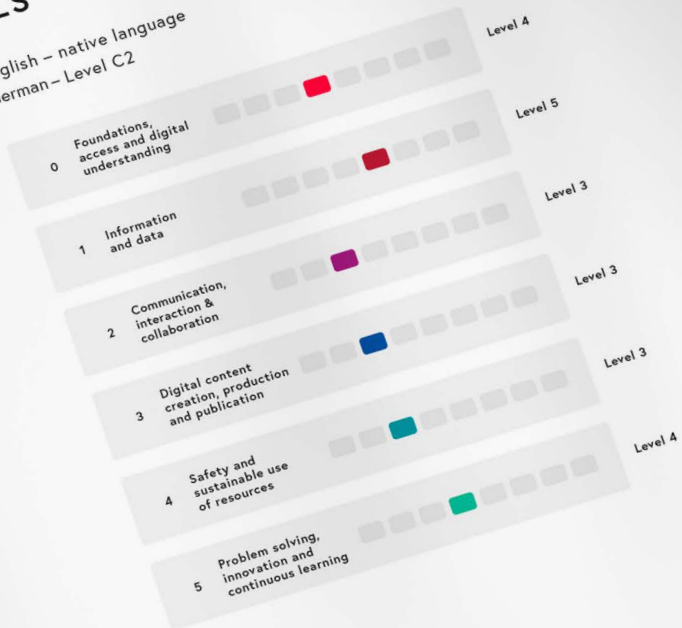 glish – native language
erman – Level C2
0
Foundations,
access and digital
understanding
Level 4
1
Information
and data
Level 5
2
Communication,
interaction &
collaboration
Level 3
3
Digital content
creation, production
and publication
Level 3
4
Safety and
sustainable use
of resources
Level 3
5
Problem solving,
innovation and
continuous learning
Level 4